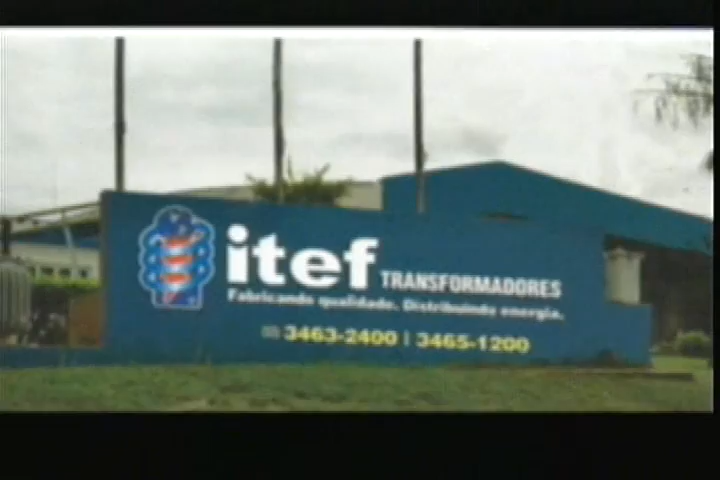 itef TRANSFORMADORES
Fabricando qualidade. Distribuindo energia.
3463-2400 | 3465-1200